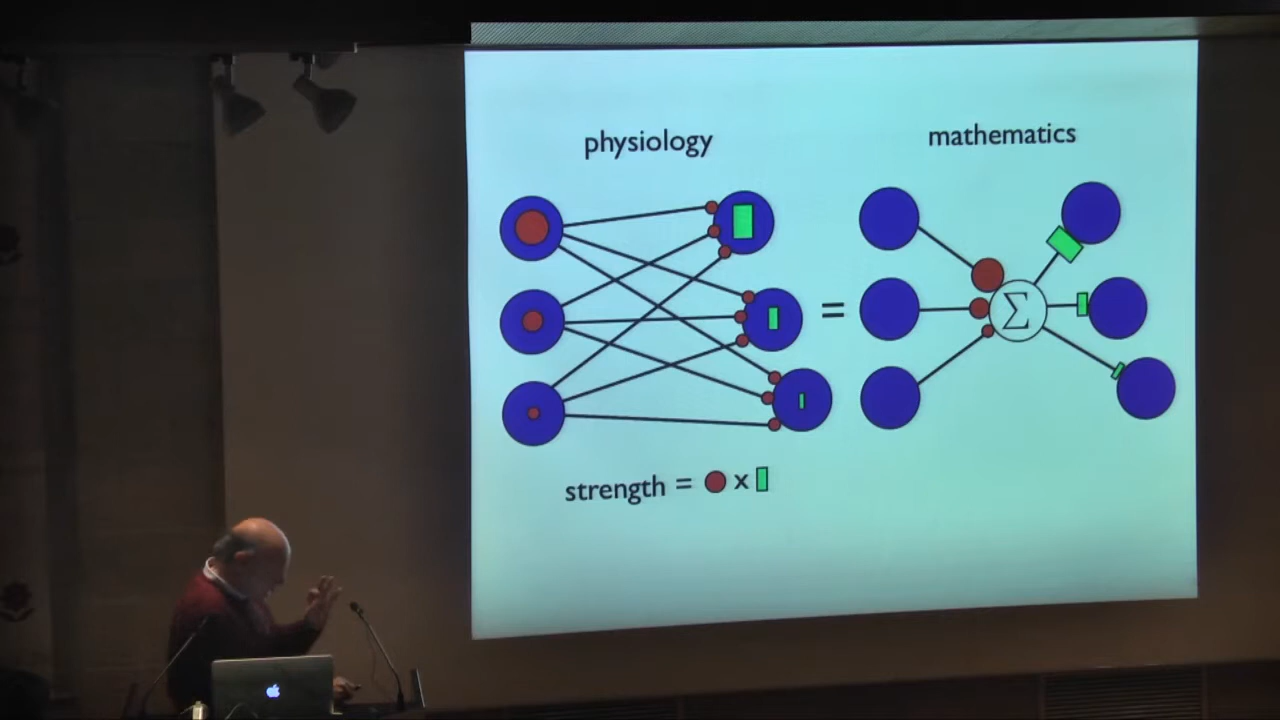 physiology
mathematics
=
Σ
strength = x